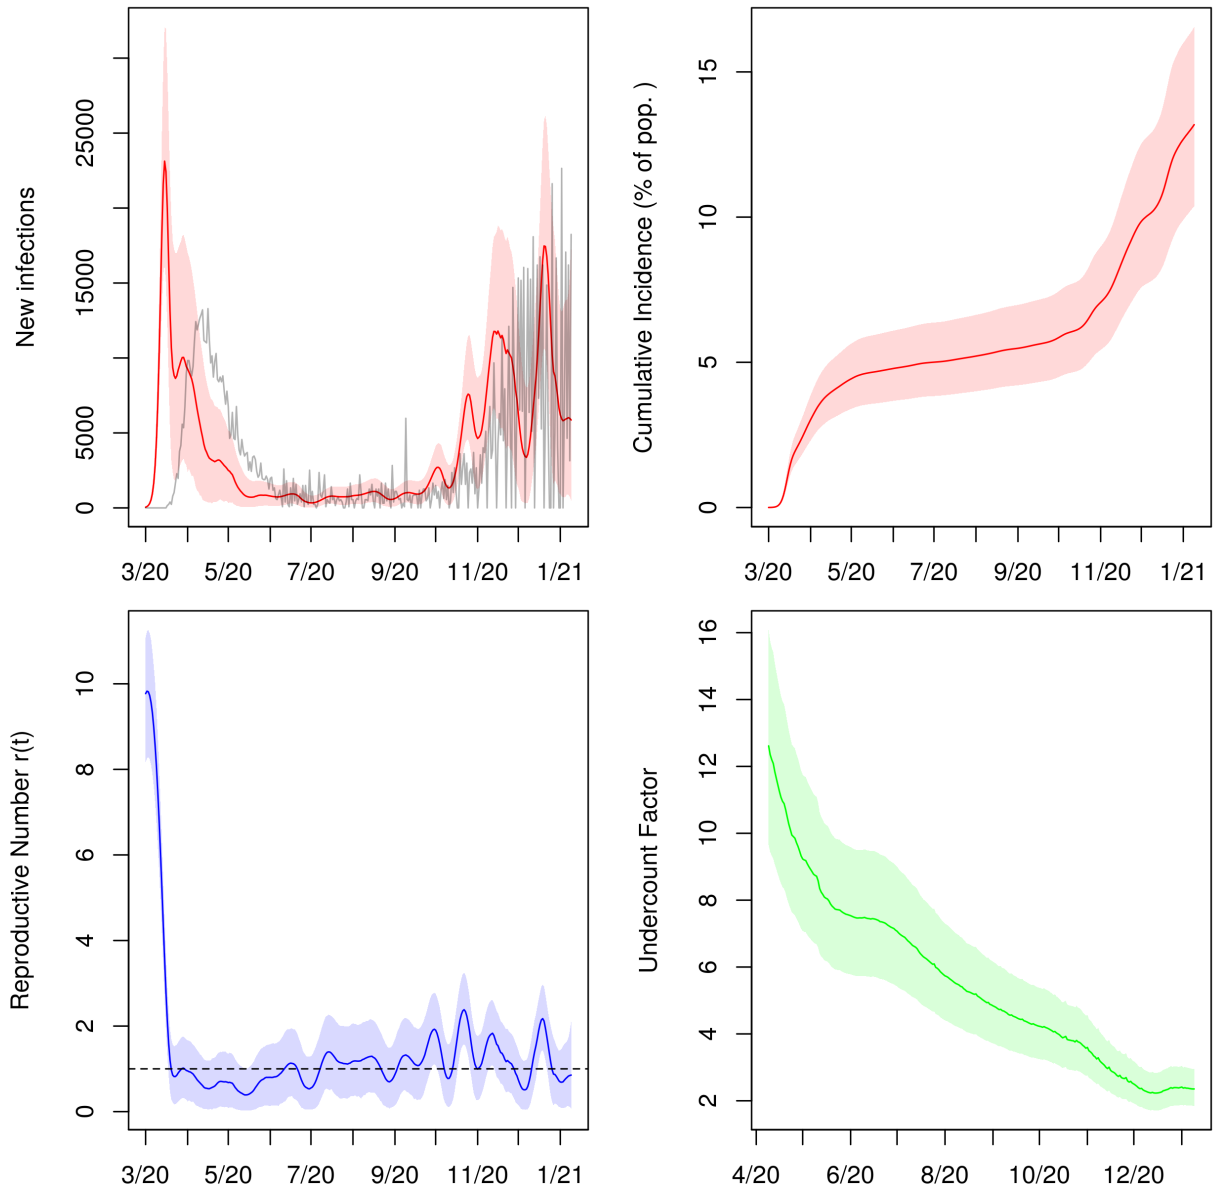 New infections
25000
15000
5000
0
3/20 5/20 7/20 9/20 11/20 1/21
Cumulative Incidence (% of pop. )
15
10
5
0
3/20 5/20 7/20 9/20 11/20 1/21
Reproductive Number r(t)
10
8
6
4
2
0
3/20 5/20 7/20 9/20 11/20 1/21
Undercount Factor
16
14
12
10
8
6
4
2
4/20 6/20 8/20 10/20 12/20